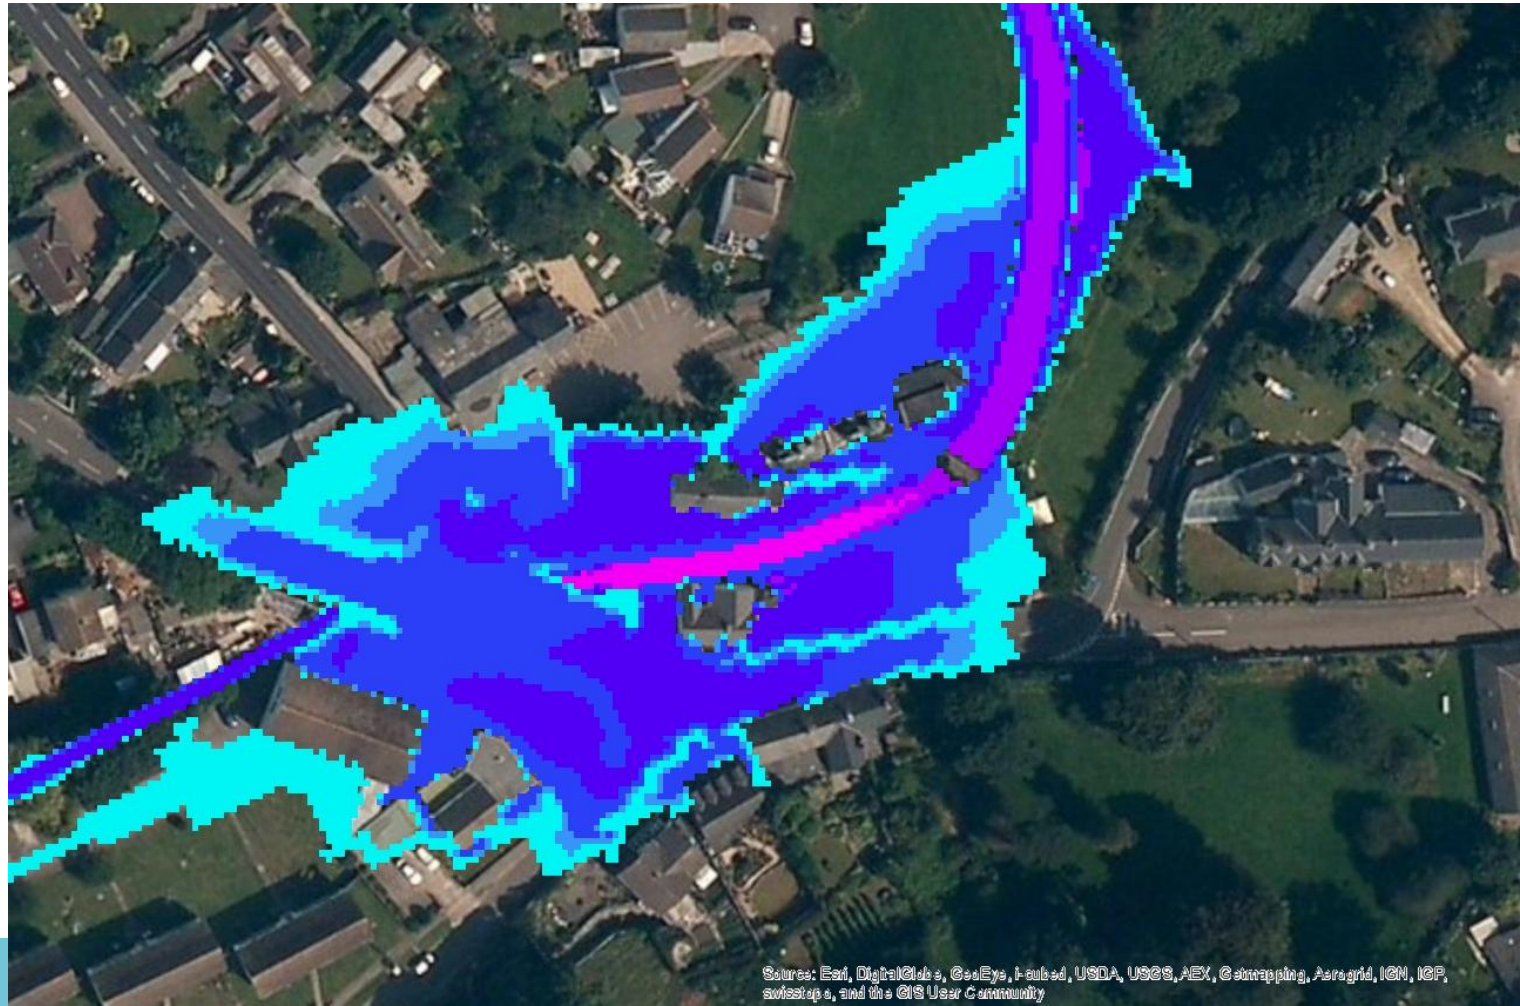 Source: Esri, DigitalGlobe, GeoEye, i-cubed, USDA, USGS, AEX, Getmapping, Aerogrid, IGN, IGP,
swisstopo, and the GIS User Community